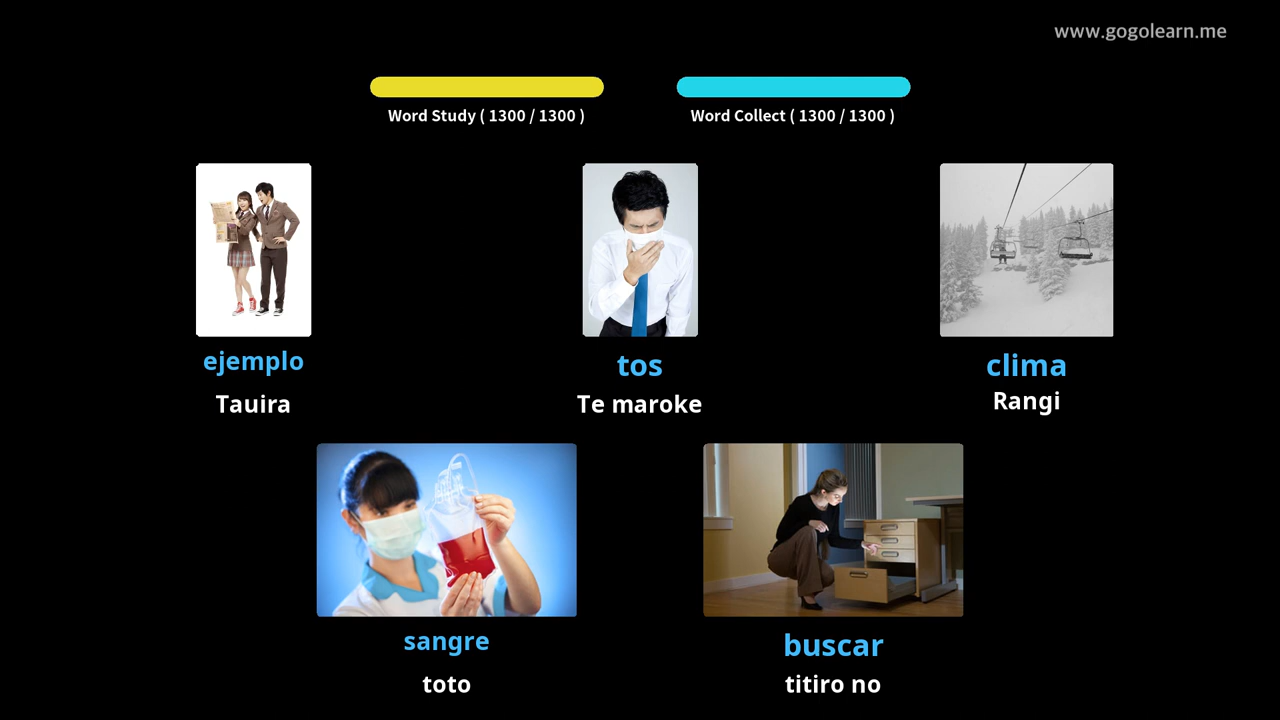 www.gogolearn.me
Word Study ( 1300 / 1300 )
Word Collect ( 1300 / 1300 )
ejemplo
Tauira
tos
Te maroke
clima
Rangi
sangre
toto
buscar
titiro no